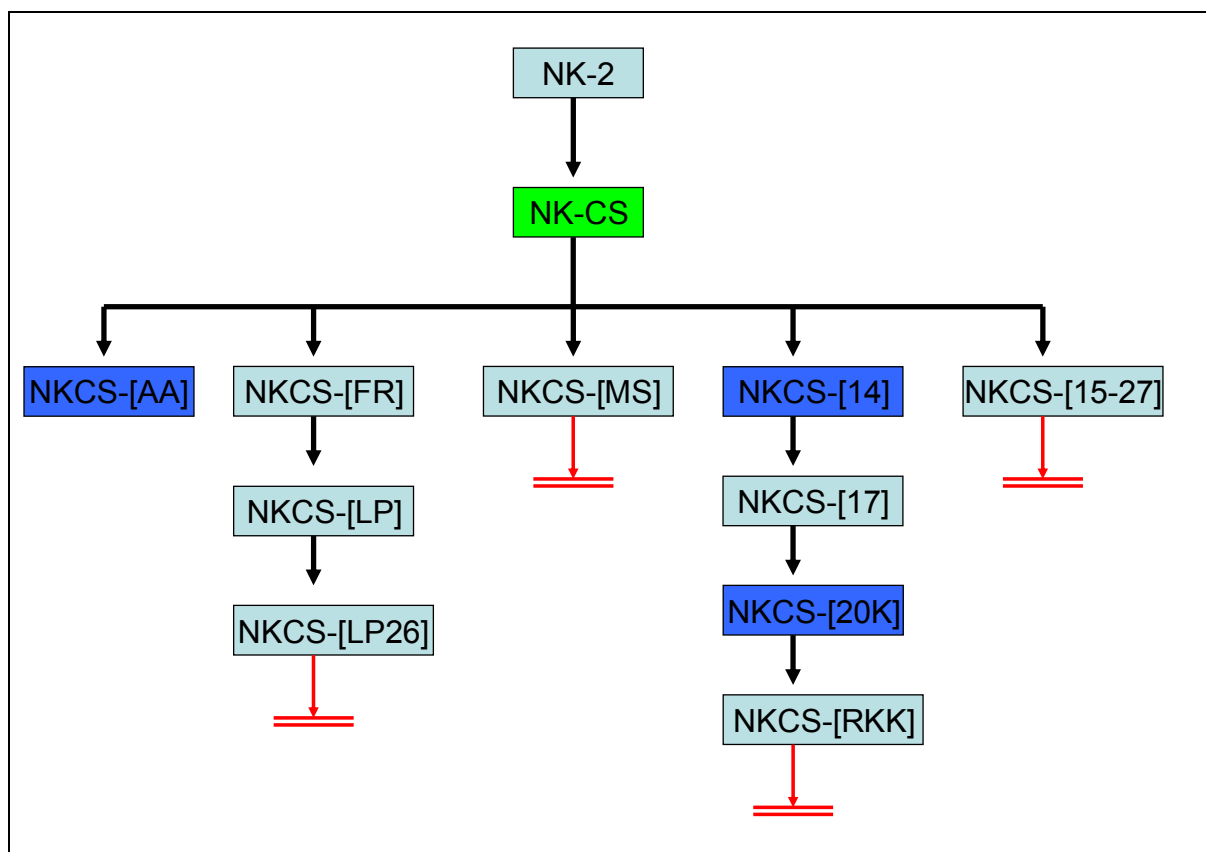 NK-2
NK-CS
NKCS-[AA]
NKCS-[FR]
NKCS-[MS]
NKCS-[14]
NKCS-[15-27]
NKCS-[LP]
NKCS-[17]
NKCS-[LP26]
NKCS-[20K]
NKCS-[RKK]